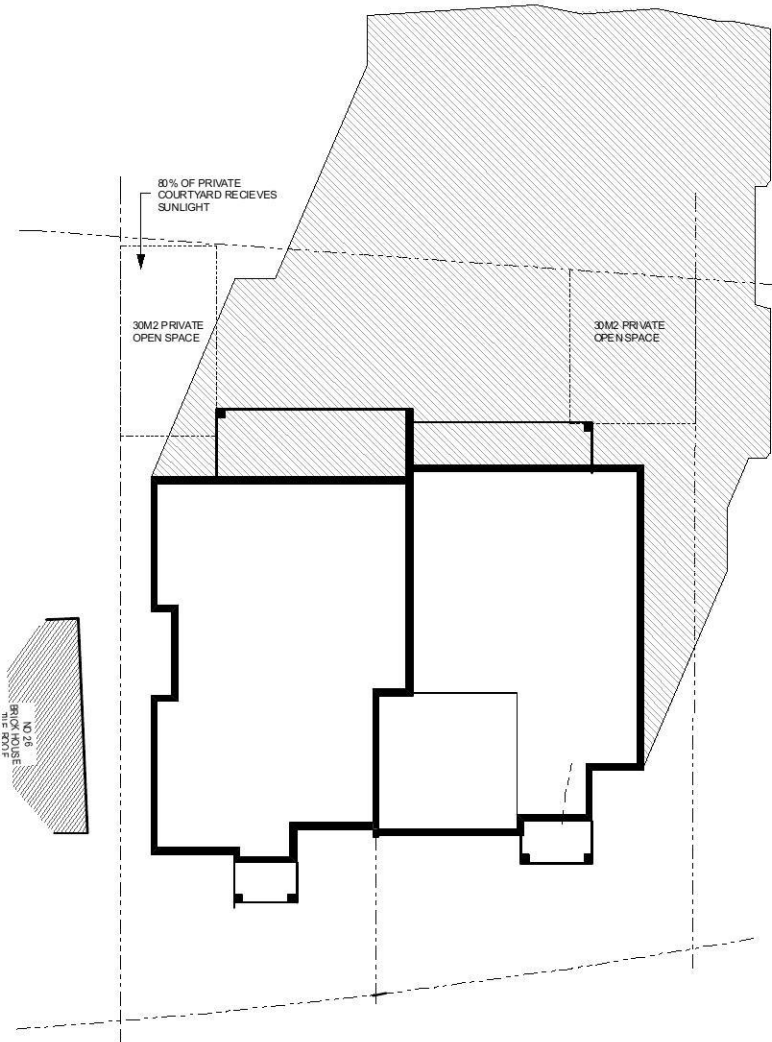 80% OF PRIVATE
COURTYARD RECIEVES
SUNLIGHT
30M2 PRIVATE
OPEN SPACE
30M2 PRIVATE
OPEN SPACE
NO 26
BRICK HOUSE
TILE ROOF